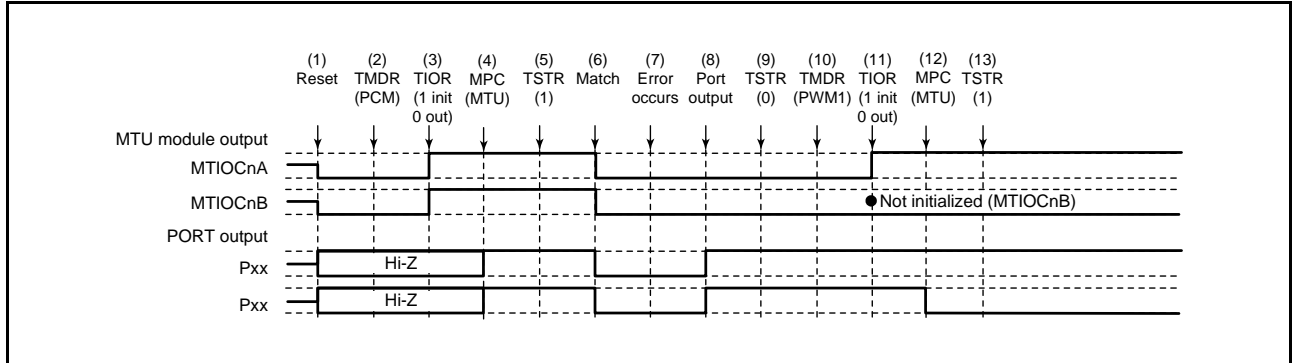 (1) Reset
(2) TMDR (PCM)
(3) TIOR (1 init 0 out)
(4) MPC (MTU)
(5) TSTR (1)
(6) Match
(7) Error occurs
(8) Port output
(9) TSTR (0)
(10) TMDR (PWM1)
(11) TIOR (1 init 0 out)
(12) MPC (MTU)
(13) TSTR (1)
MTU module output
MTIOCnA
MTIOCnB
Not initialized (MTIOCnB)
PORT output
Pxx
Hi-Z
Pxx
Hi-Z